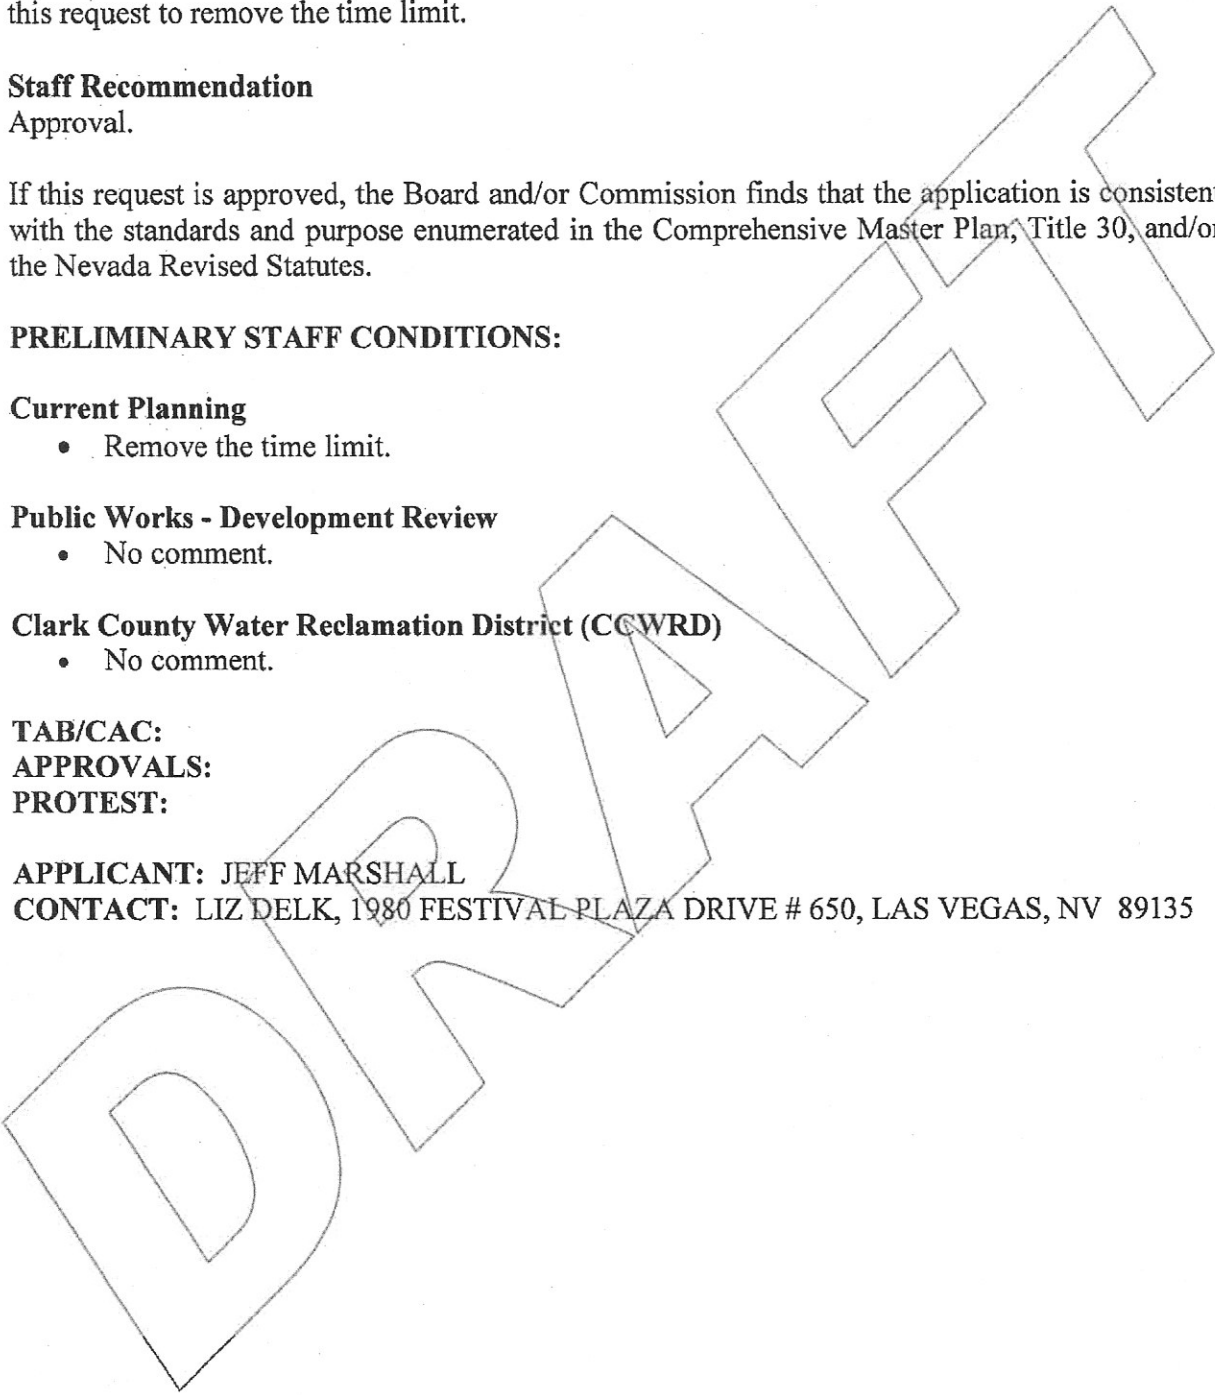 this request to remove the time limit.
Staff Recommendation
Approval.
If this request is approved, the Board and/or Commission finds that the application is consistent
with the standards and purpose enumerated in the Comprehensive Master Plan, Title 30, and/or
the Nevada Revised Statutes.
PRELIMINARY STAFF CONDITIONS:
Current Planning
• Remove the time limit.
Public Works - Development Review
• No comment.
Clark County Water Reclamation District (CCWRD)
• No comment.
TAB/CAC:
APPROVALS:
PROTEST:
APPLICANT: JEFF MARSHALL
CONTACT: LIZ DELK, 1980 FESTIVAL PLAZA DRIVE # 650, LAS VEGAS, NV 89135
DRAFT